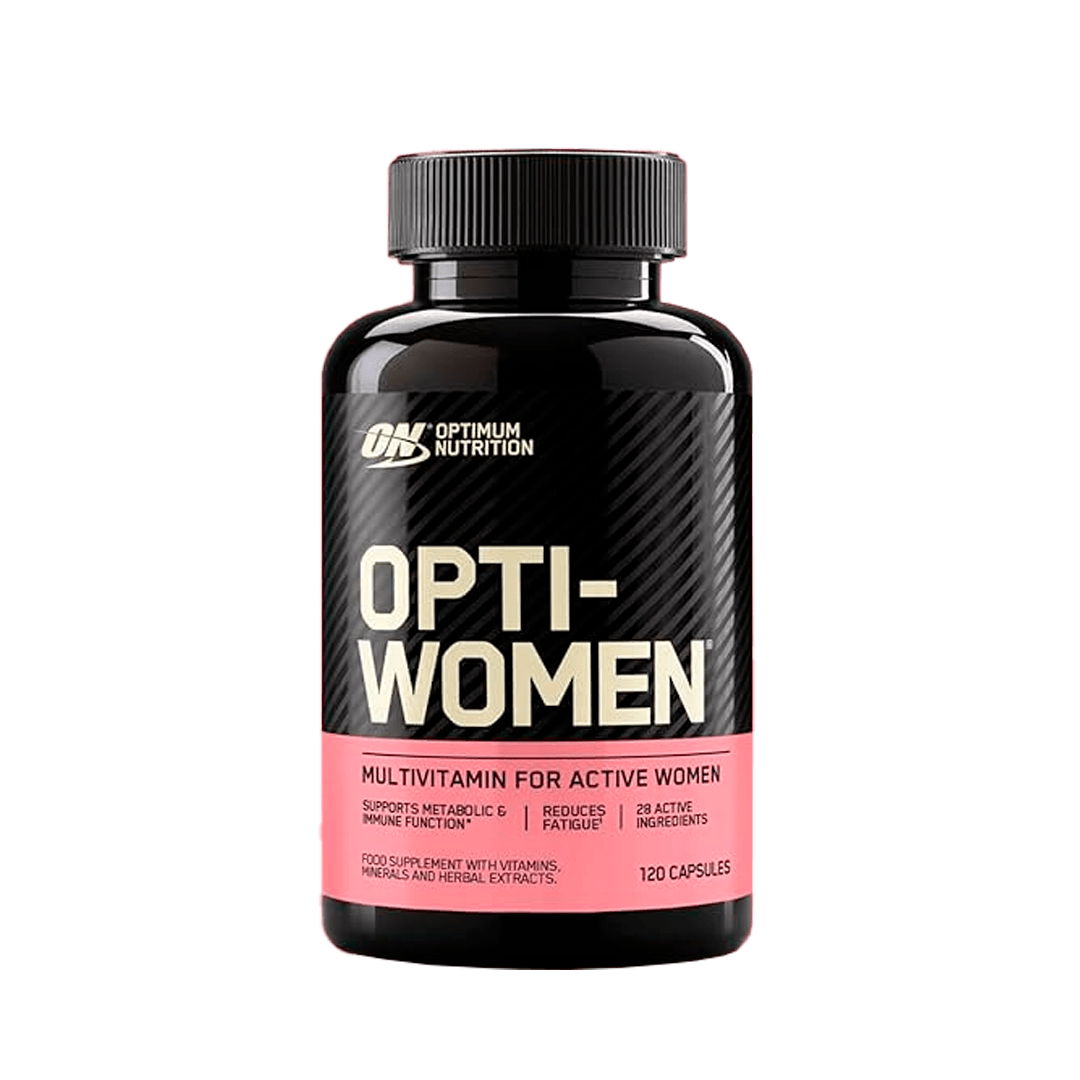 ON® OPTIMUM
NUTRITION
OPTI-
WOMEN®
MULTIVITAMIN FOR ACTIVE WOMEN
SUPPORTS METABOLIC &
IMMUNE FUNCTION*
REDUCES
FATIGUE†
28 ACTIVE
INGREDIENTS
FOOD SUPPLEMENT WITH VITAMINS,
MINERALS AND HERBAL EXTRACTS.
120 CAPSULES